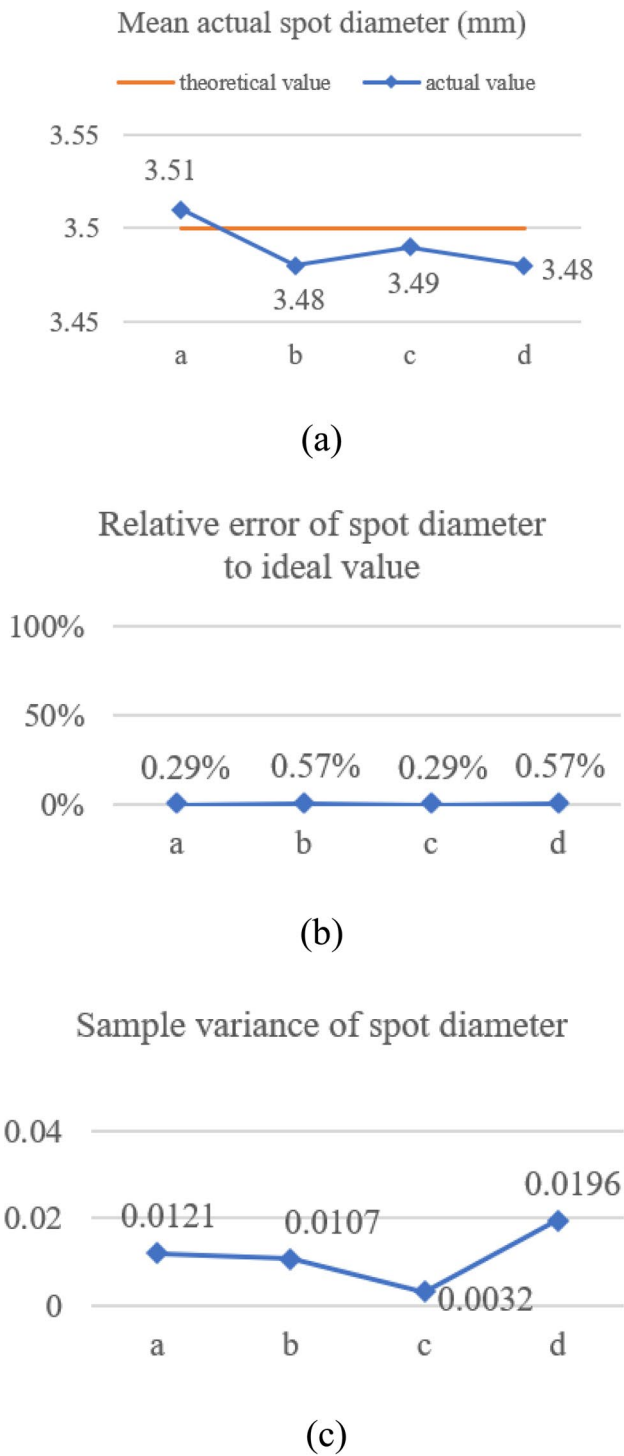 Mean actual spot diameter (mm)
theoretical value actual value
3.55
3.51
3.5
3.48
3.49
3.48
3.45
a b c d
(a)
Relative error of spot diameter
to ideal value
100%
50%
0.29% 0.57% 0.29% 0.57%
0%
a b c d
(b)
Sample variance of spot diameter
0.04
0.0196
0.02
0.0121 0.0107
0.0032
0
a b c d
(c)